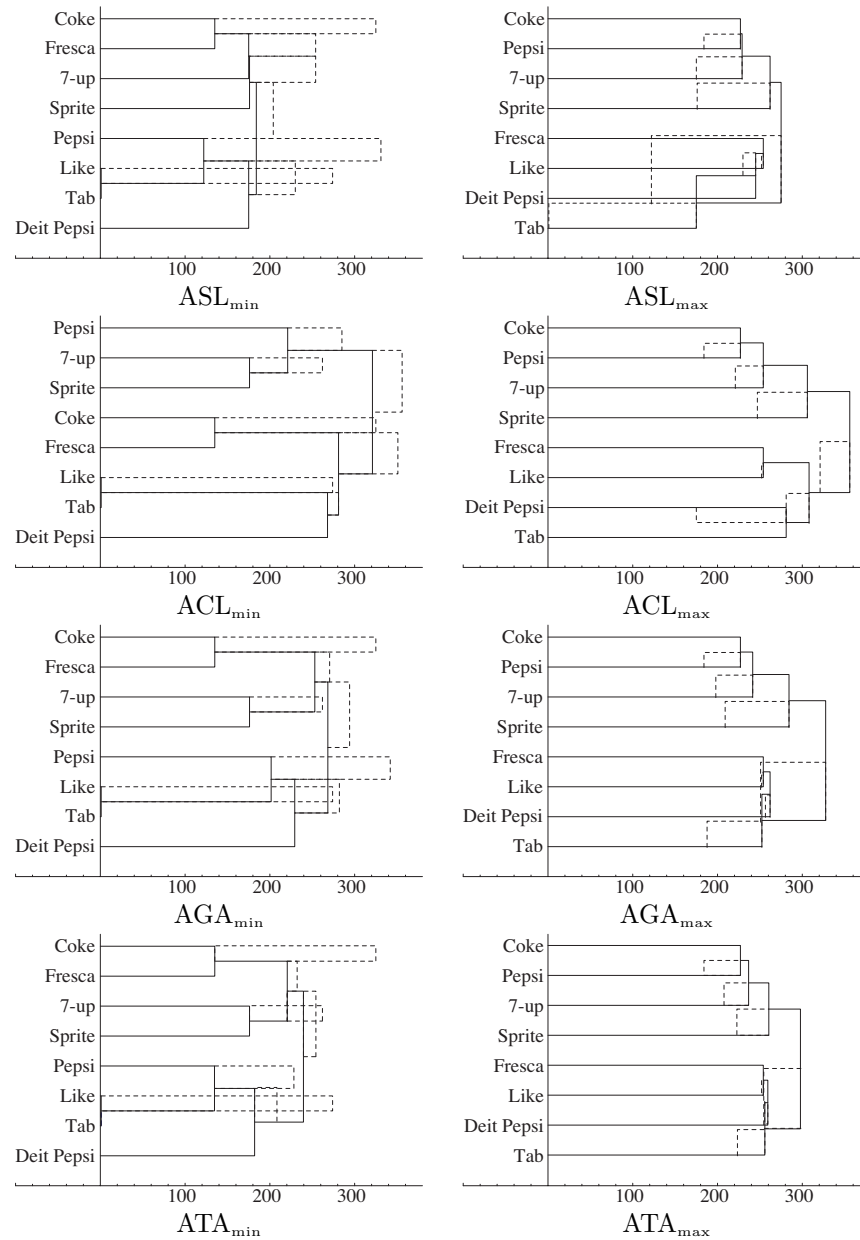 Coke
Fresca
7-up
Sprite
Pepsi
Like
Tab
Deit Pepsi
100 200 300
ASLmin
Coke
Pepsi
7-up
Sprite
Fresca
Like
Deit Pepsi
Tab
100 200 300
ASLmax
Pepsi
7-up
Sprite
Coke
Fresca
Like
Tab
Deit Pepsi
100 200 300
ACLmin
Coke
Pepsi
7-up
Sprite
Fresca
Like
Deit Pepsi
Tab
100 200 300
ACLmax
Coke
Fresca
7-up
Sprite
Pepsi
Like
Tab
Deit Pepsi
100 200 300
AGAmin
Coke
Pepsi
7-up
Sprite
Fresca
Like
Deit Pepsi
Tab
100 200 300
AGAmax
Coke
Fresca
7-up
Sprite
Pepsi
Like
Tab
Deit Pepsi
100 200 300
ATAmin
Coke
Pepsi
7-up
Sprite
Fresca
Like
Deit Pepsi
Tab
100 200 300
ATAmax